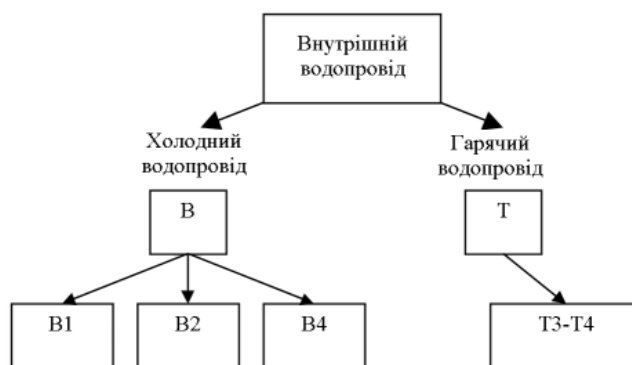 Внутрішній
водопровід
Холодний
водопровід
Гарячий
водопровід
В
Т
В1
В2
В4
Т3-Т4